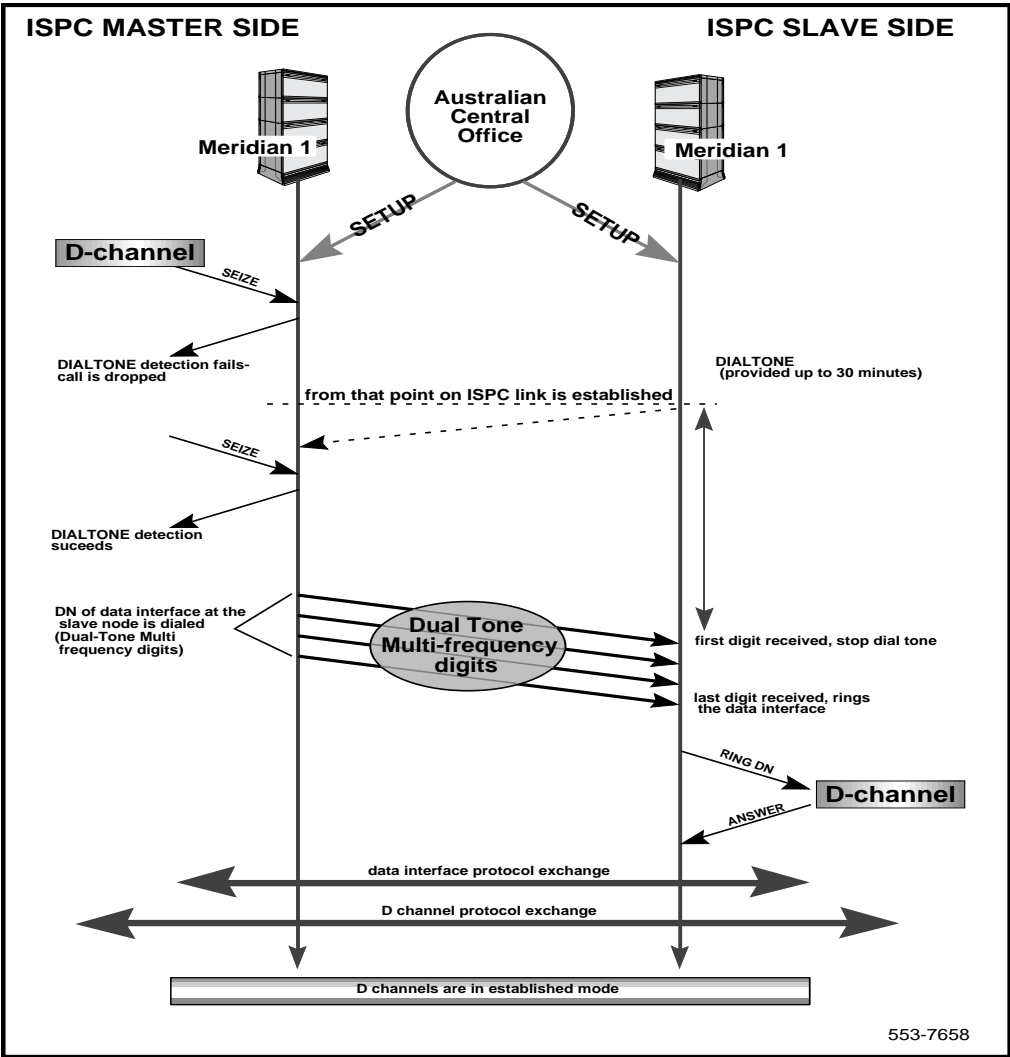 ISPC MASTER SIDE
ISPC SLAVE SIDE
Australian
Central
Office
Meridian 1
Meridian 1
SETUP
SETUP
D-channel
SEIZE
DIALTONE detection fails-
call is dropped
DIALTONE
(provided up to 30 minutes)
from that point on ISPC link is established
SEIZE
DIALTONE detection
suceeds
DN of data interface at the
slave node is dialed
(Dual-Tone Multi
frequency digits)
Dual Tone
Multi-frequency
digits
first digit received, stop dial tone
last digit received, rings
the data interface
RING DN
D-channel
ANSWER
data interface protocol exchange
D channel protocol exchange
D channels are in established mode
553-7658